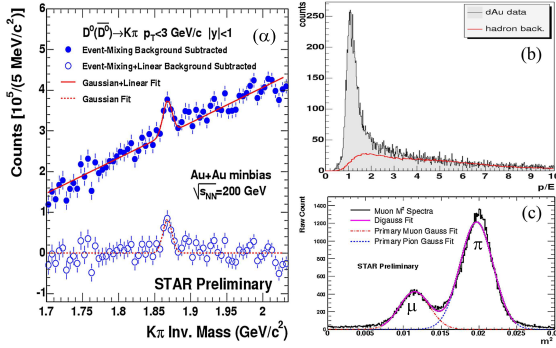 D⁰(D̅⁰)→Kπ p_T<3 GeV/c |y|<1 (α)
Event-Mixing Background Subtracted
Event-Mixing+Linear Background Subtracted
Gaussian+Linear Fit
Gaussian Fit
Au+Au minbias
√s_NN=200 GeV
STAR Preliminary
Counts [10⁵/(5 MeV/c²)]
6
5
4
3
2
1
0
-1
1.7 1.75 1.8 1.85 1.9 1.95 2
Kπ Inv. Mass (GeV/c²)
counts
250
200
150
100
50
0
dAu data
hadron back.
(b)
0 1 2 3 4 5 6 7 8 9 10
p/E
Raw Count
1400
1200
1000
800
600
400
200
0
Muon M² Spectra
Digauss Fit
Primary Muon Gauss Fit
Primary Pion Gauss Fit
(c)
STAR Preliminary
μ
π
0 0.005 0.01 0.015 0.02 0.025 0.03
m²